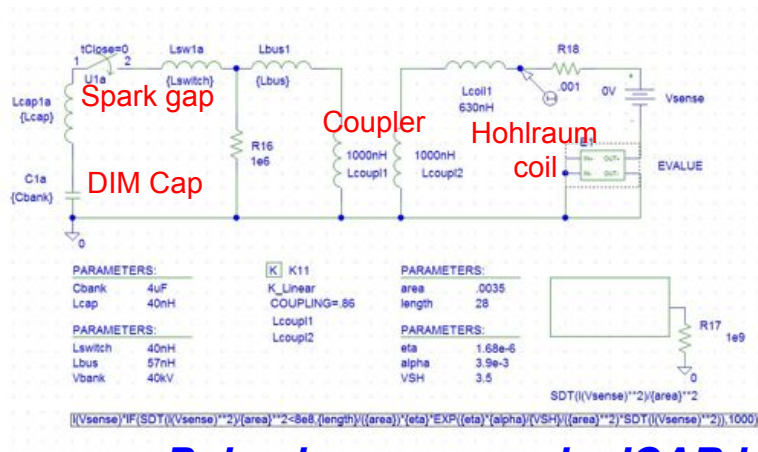 tClose=0
1
2
U1a
Lsw1a
{Lswitch}
Lbus1
{Lbus}
Lcoil1
630nH
R18
.001
0V
Vsense
Lcap1a
{Lcap}
Spark gap
R16
1e6
Coupler
1000nH
Lcoupl1
1000nH
Lcoupl2
Hohlraum
coil
E1
IN+
OUT+
IN-
OUT-
EVALUE
C1a
{Cbank}
DIM Cap
0
PARAMETERS:
Cbank 4uF
Lcap 40nH
PARAMETERS:
Lswitch 40nH
Lbus 57nH
Vbank 40kV
K K11
K_Linear
COUPLING=.86
Lcoupl1
Lcoupl2
PARAMETERS:
area .0035
length 28
PARAMETERS:
eta 1.68e-6
alpha 3.9e-3
VSH 3.5
R17
1e9
0
SDT(I(Vsense)**2)/{area}**2
I(Vsense)*IF(SDT(I(Vsense)**2)/{area}**2<8e8,{length}/({area})*{eta}*EXP({eta}*{alpha}/{VSH}/({area}**2)*SDT(I(Vsense)**2)),1000)